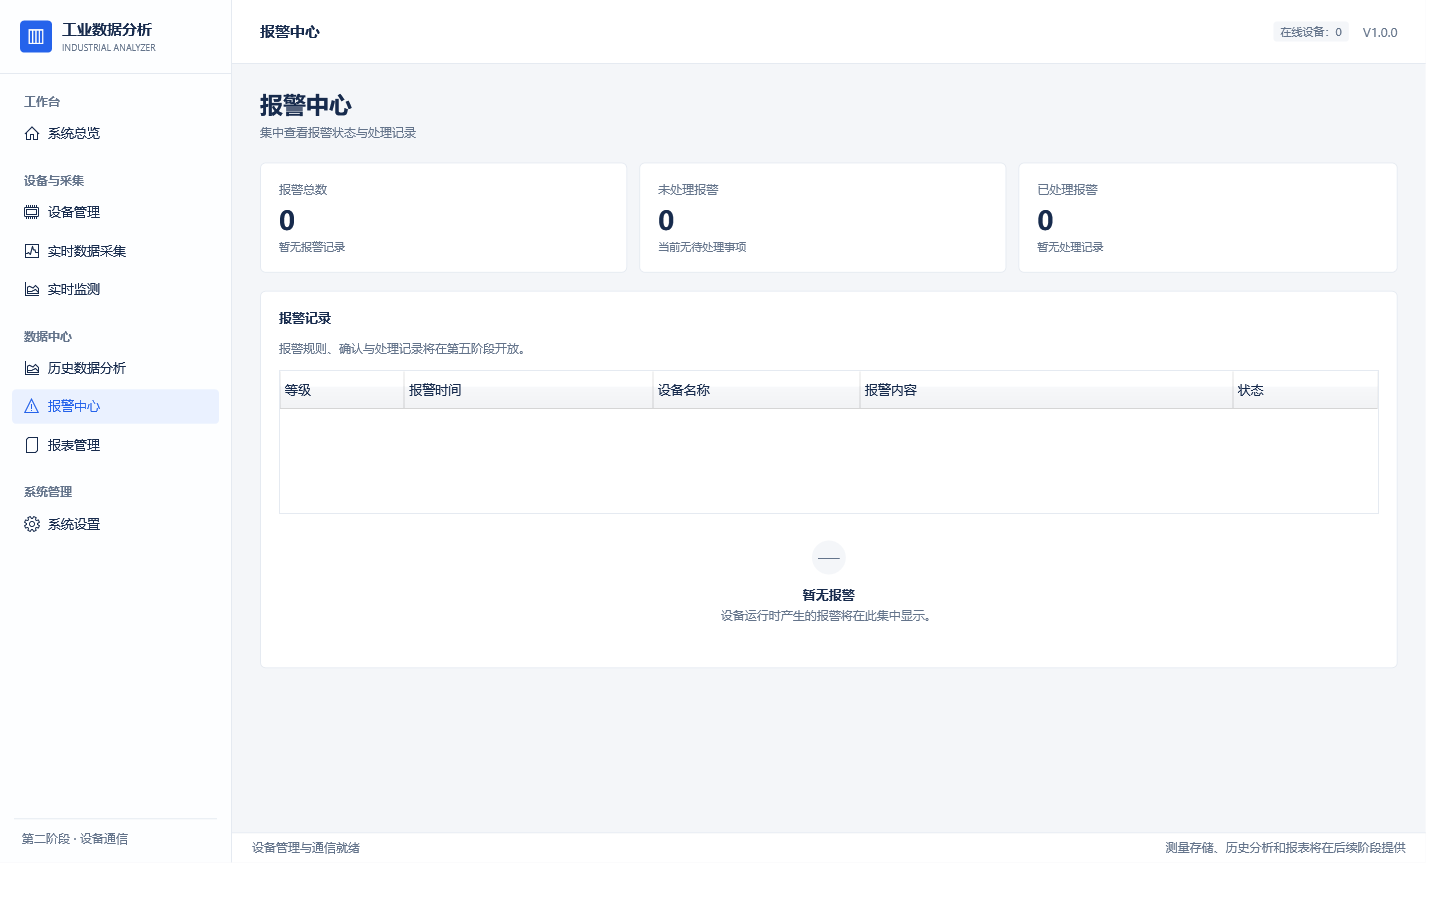 工业数据分析
INDUSTRIAL ANALYZER
工作台
系统总览
设备与采集
设备管理
实时数据采集
实时监测
数据中心
历史数据分析
报警中心
报表管理
系统管理
系统设置
第二阶段 · 设备通信
报警中心
在线设备：0
V1.0.0
报警中心
集中查看报警状态与处理记录
报警总数
0
暂无报警记录
未处理报警
0
当前无待处理事项
已处理报警
0
暂无处理记录
报警记录
报警规则、确认与处理记录将在第五阶段开放。
等级 报警时间 设备名称 报警内容 状态
暂无报警
设备运行时产生的报警将在此集中显示。
设备管理与通信就绪
测量存储、历史分析和报表将在后续阶段提供